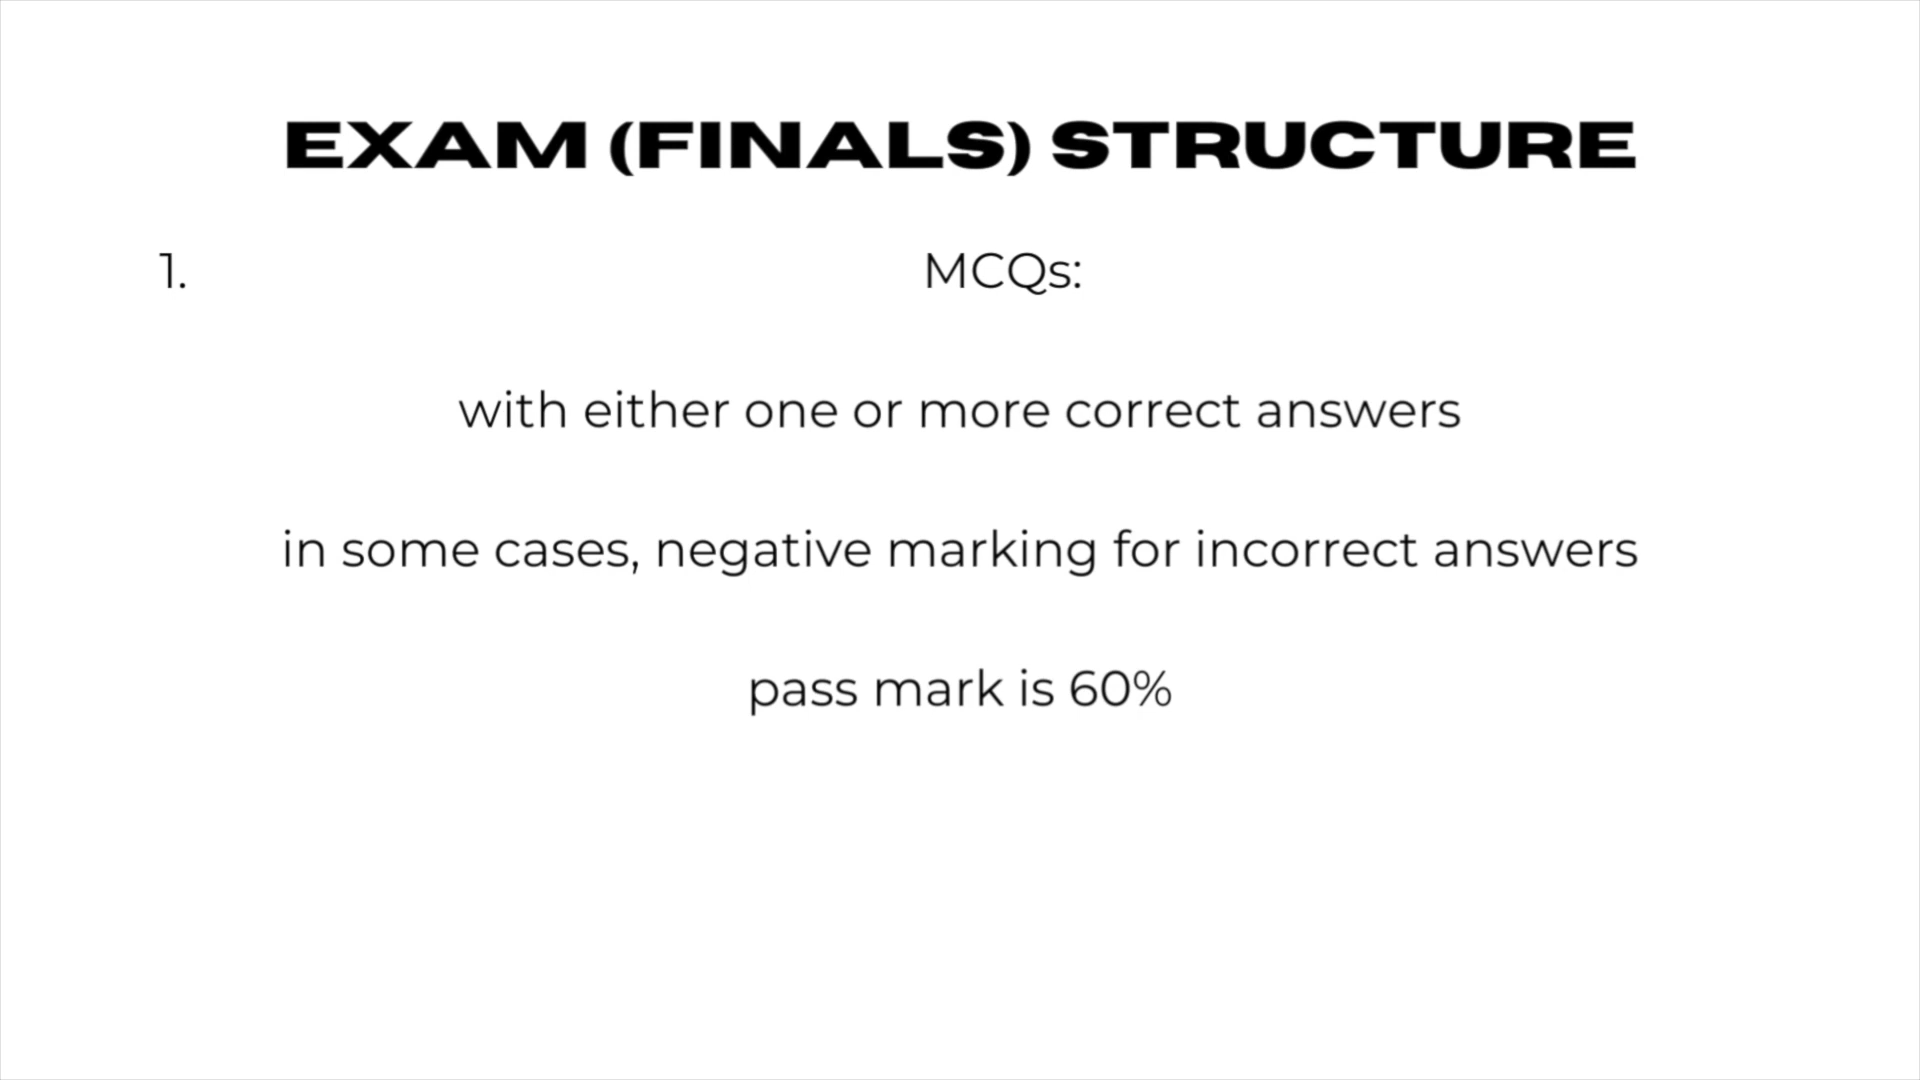 EXAM (FINALS) STRUCTURE
1. MCQs:
with either one or more correct answers
in some cases, negative marking for incorrect answers
pass mark is 60%